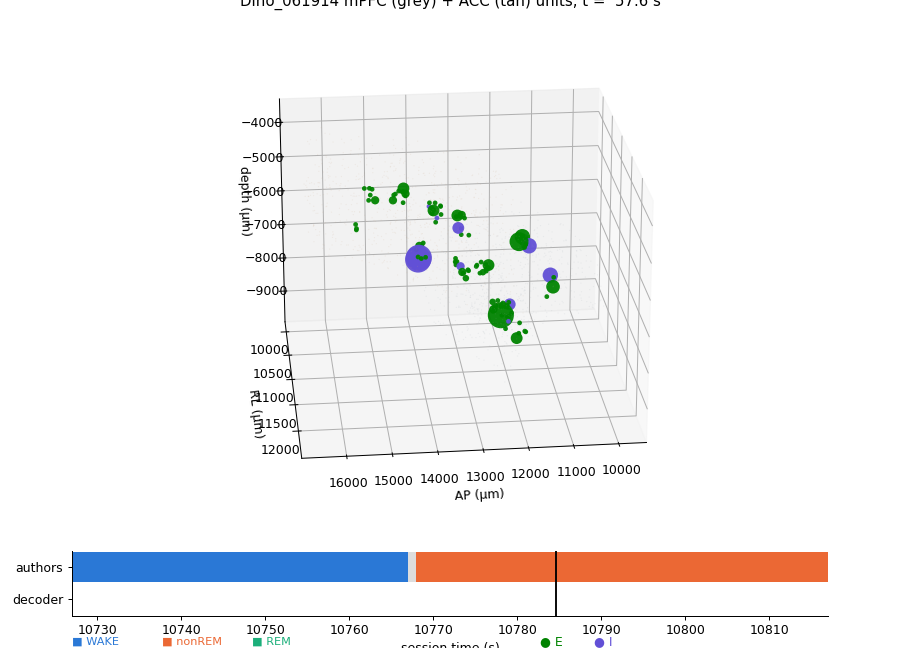 Dino_061914 mPFC (grey) + ACC (tan) units, t = 57.6 s
−4000
−5000
−6000
−7000
−8000
−9000
depth (μm)
10000
10500
11000
11500
12000
ML (μm)
16000 15000 14000 13000 12000 11000 10000
AP (μm)
authors
decoder
10730 10740 10750 10760 10770 10780 10790 10800 10810
WAKE nonREM REM E I
session time (s)